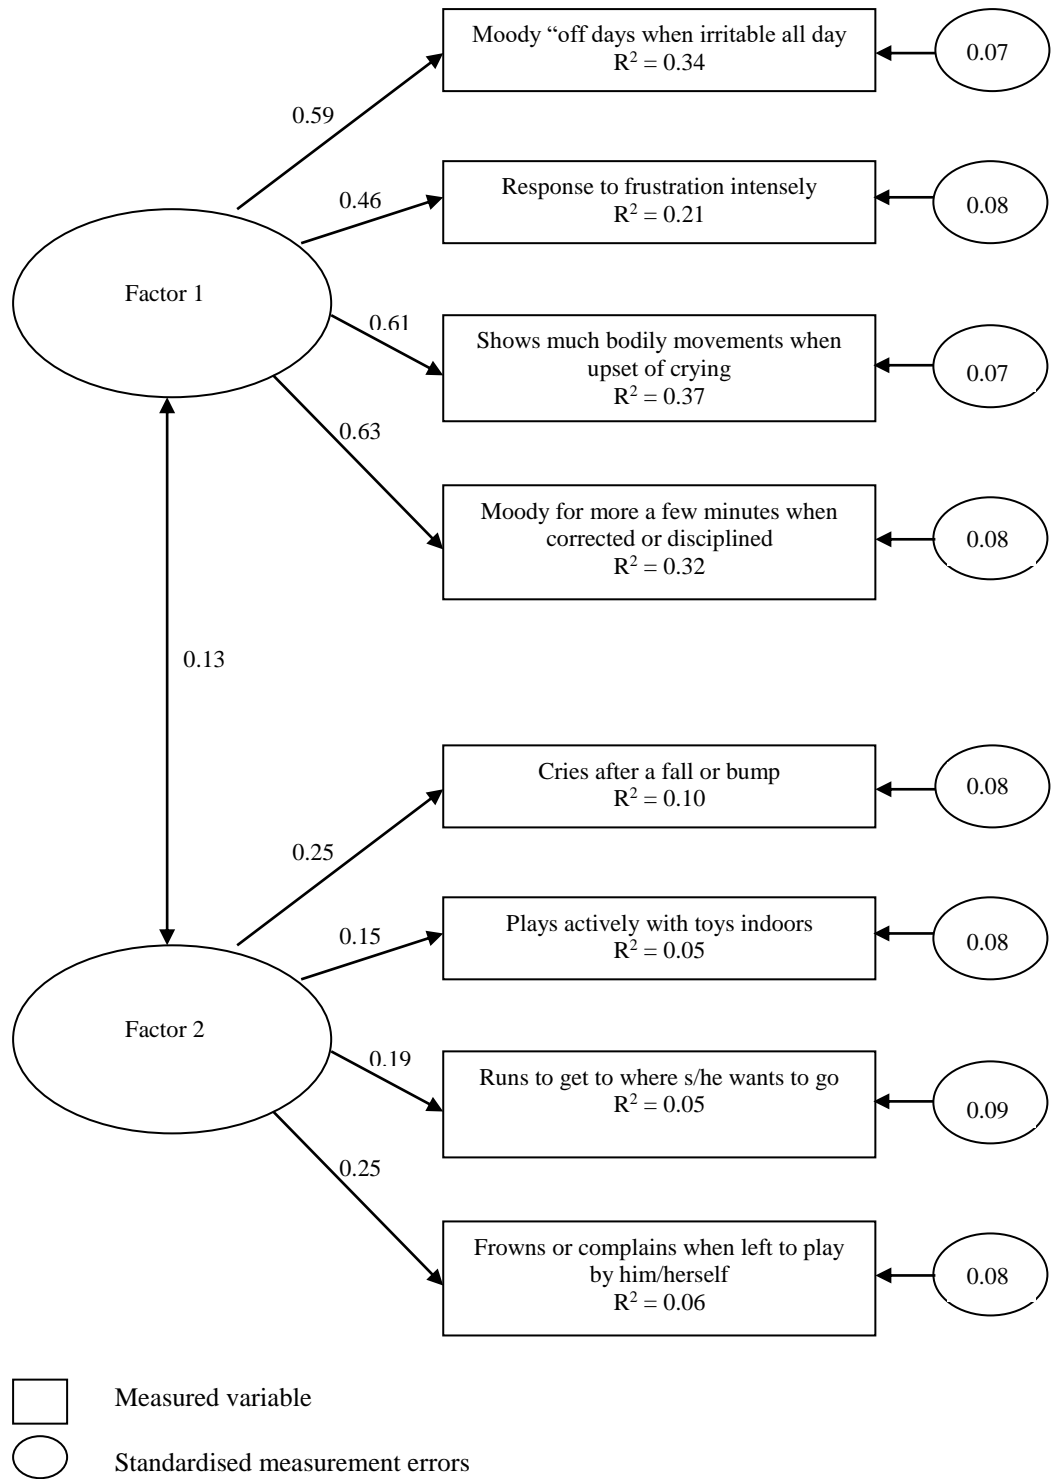 Moody “off days when irritable all day
R² = 0.34
0.07
0.59
Response to frustration intensely
R² = 0.21
0.08
0.46
Factor 1
Shows much bodily movements when
upset of crying
R² = 0.37
0.07
0.61
Moody for more a few minutes when
corrected or disciplined
R² = 0.32
0.08
0.63
0.13
Cries after a fall or bump
R² = 0.10
0.08
0.25
Plays actively with toys indoors
R² = 0.05
0.08
0.15
Factor 2
Runs to get to where s/he wants to go
R² = 0.05
0.09
0.19
Frowns or complains when left to play
by him/herself
R² = 0.06
0.08
0.25
Measured variable
Standardised measurement errors